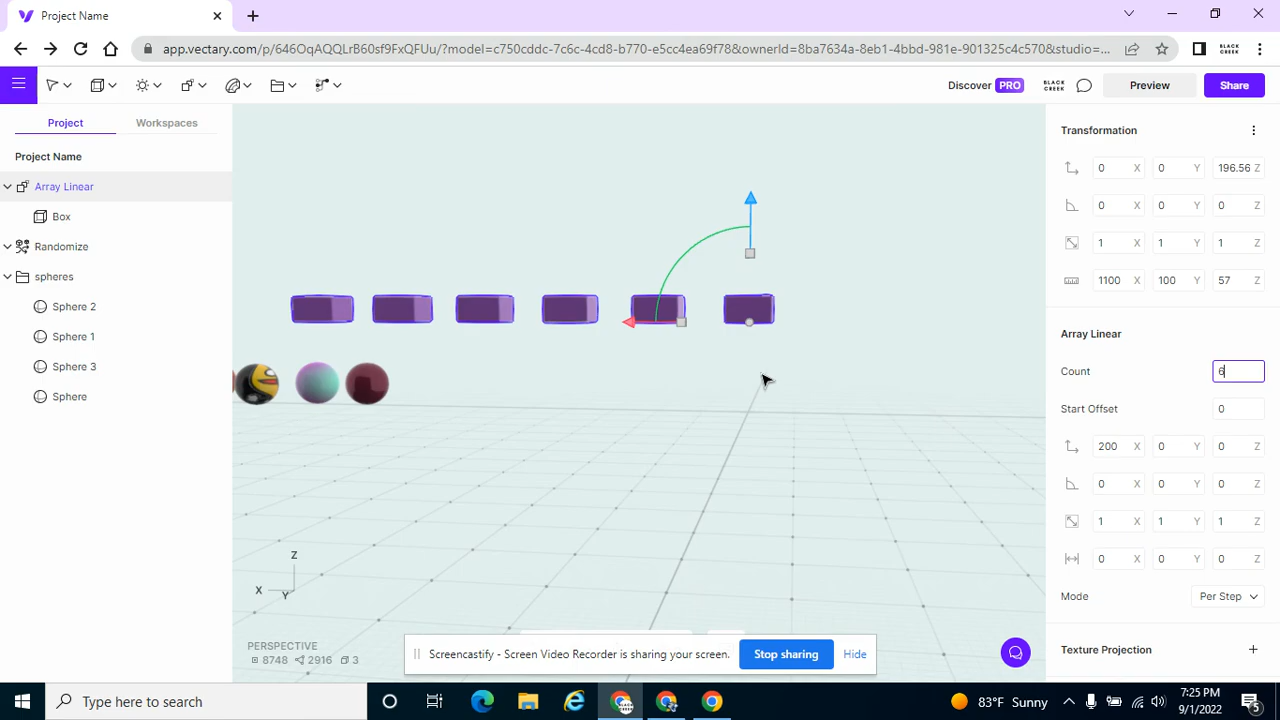 Project Name
app.vectary.com/p/646OqAQQLrB60sf9FxQFUu/?model=c750cddc-7c6c-4cd8-b770-e5cc4ea69f78&ownerId=8ba7634a-8eb1-4bbd-981e-901325c4c570&studio=...
BLACK
CREEK
Discover PRO
BLACK
CREEK
Preview
Share
Project
Workspaces
Project Name
Array Linear
Box
Randomize
spheres
Sphere 2
Sphere 1
Sphere 3
Sphere
Transformation
0 X 0 Y 196.56 Z
0 X 0 Y 0 Z
1 X 1 Y 1 Z
1100 X 100 Y 57 Z
Array Linear
Count 6
Start Offset 0
200 X 0 Y 0 Z
0 X 0 Y 0 Z
1 X 1 Y 1 Z
0 X 0 Y 0 Z
Mode Per Step
Texture Projection
Z
X
Y
PERSPECTIVE
8748 2916 3
Screencastify - Screen Video Recorder is sharing your screen.
Stop sharing
Hide
Type here to search
83°F Sunny
7:25 PM
9/1/2022
5